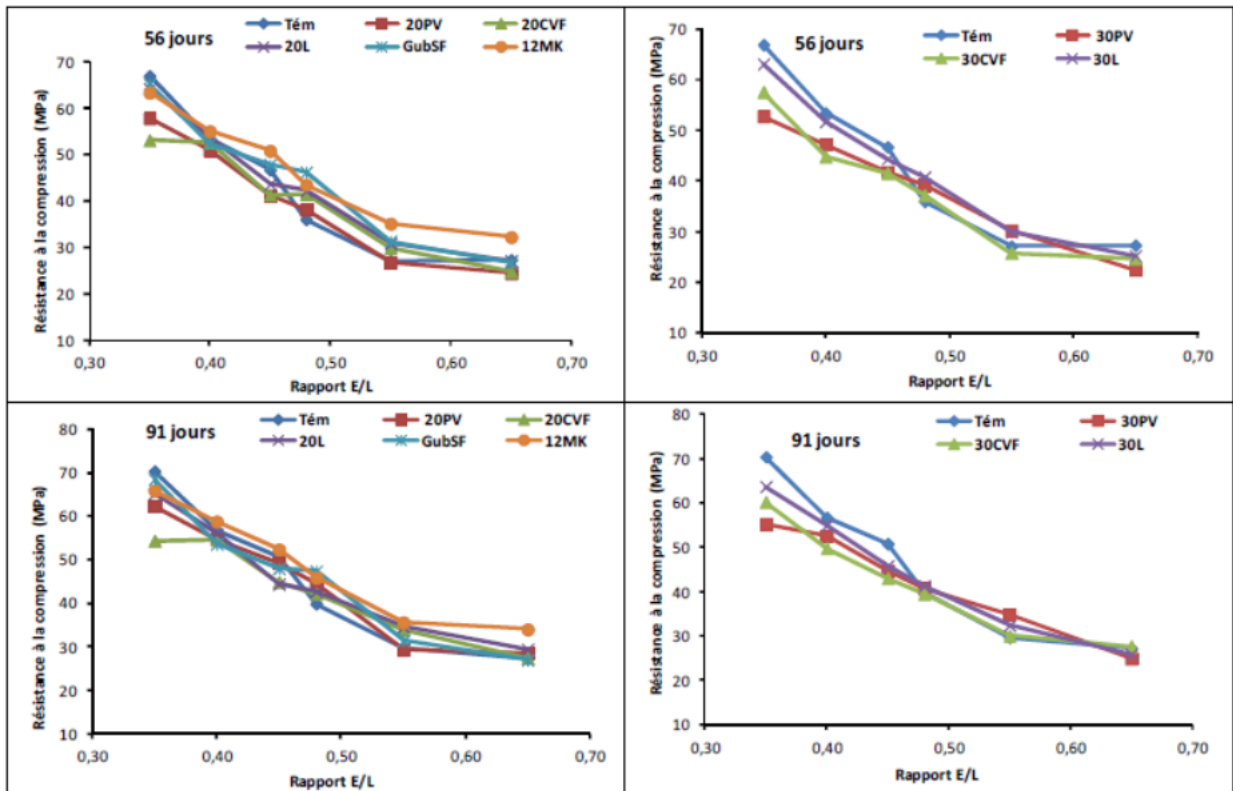 56 jours
Tém 20PV 20CVF
20L GubSF 12MK
Résistance à la compression (MPa)
70
60
50
40
30
20
10
0,30 0,40 0,50 0,60 0,70
Rapport E/L
56 jours
Tém 30PV
30CVF 30L
Résistance à la compression (MPa)
70
60
50
40
30
20
10
0,30 0,40 0,50 0,60 0,70
Rapport E/L
91 jours
Tém 20PV 20CVF
20L GubSF 12MK
Résistance à la compression (MPa)
80
70
60
50
40
30
20
10
0,30 0,40 0,50 0,60 0,70
Rapport E/L
91 jours
Tém 30PV
30CVF 30L
Résistance à la compression (MPa)
80
70
60
50
40
30
20
10
0,30 0,40 0,50 0,60 0,70
Rapport E/L